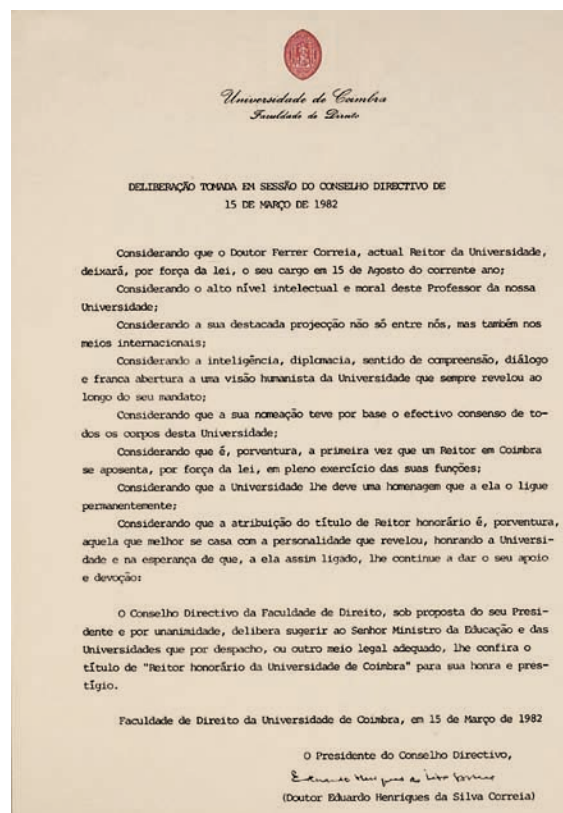 Universidade de Coimbra
Faculdade de Direito
DELIBERAÇÃO TOMADA EM SESSÃO DO CONSELHO DIRECTIVO DE
15 DE MARÇO DE 1982
Considerando que o Doutor Ferrer Correia, actual Reitor da Universidade,
deixará, por força da lei, o seu cargo em 15 de Agosto do corrente ano;
Considerando o alto nível intelectual e moral deste Professor da nossa
Universidade;
Considerando a sua destacada projecção não só entre nós, mas também nos
meios internacionais;
Considerando a inteligência, diplomacia, sentido de compreensão, diálogo
e franca abertura a uma visão humanista da Universidade que sempre revelou ao
longo do seu mandato;
Considerando que a sua nomeação teve por base o efectivo consenso de to-
dos os corpos desta Universidade;
Considerando que é, porventura, a primeira vez que um Reitor em Coimbra
se aposenta, por força da lei, em pleno exercício das suas funções;
Considerando que a Universidade lhe deve uma homenagem que a ela o ligue
permanentemente;
Considerando que a atribuição do título de Reitor honorário é, porventura,
aquela que melhor se casa com a personalidade que revelou, honrando a Universi-
dade e na esperança de que, a ela assim ligado, lhe continue a dar o seu apoio
e devoção:
O Conselho Directivo da Faculdade de Direito, sob proposta do seu Presi-
dente e por unanimidade, delibera sugerir ao Senhor Ministro da Educação e das
Universidades que por despacho, ou outro meio legal adequado, lhe confira o
título de "Reitor honorário da Universidade de Coimbra" para sua honra e pres-
tígio.
Faculdade de Direito da Universidade de Coimbra, em 15 de Março de 1982
O Presidente do Conselho Directivo,
(Doutor Eduardo Henriques da Silva Correia)